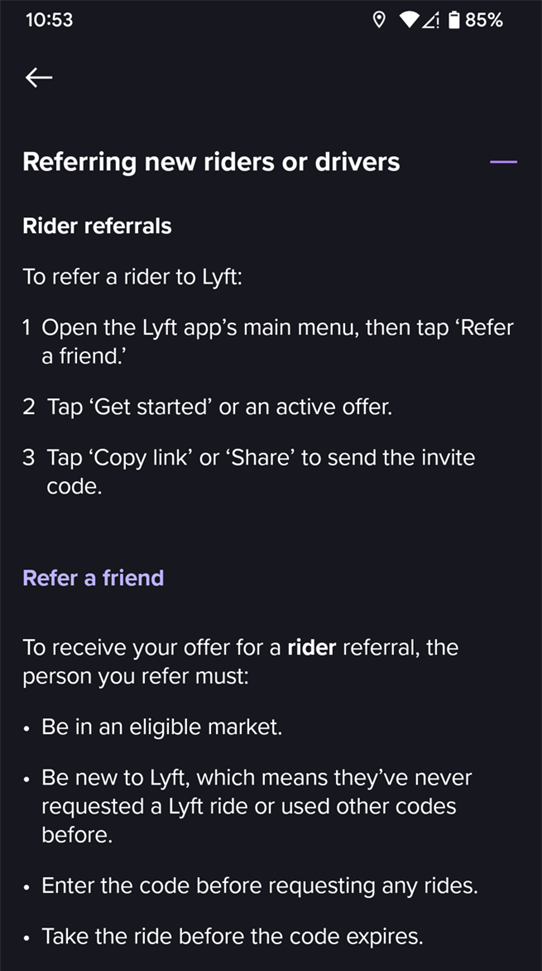 10:53
85%
Referring new riders or drivers
Rider referrals
To refer a rider to Lyft:
1 Open the Lyft app’s main menu, then tap ‘Refer
a friend.’
2 Tap ‘Get started’ or an active offer.
3 Tap ‘Copy link’ or ‘Share’ to send the invite
code.
Refer a friend
To receive your offer for a rider referral, the
person you refer must:
• Be in an eligible market.
• Be new to Lyft, which means they’ve never
requested a Lyft ride or used other codes
before.
• Enter the code before requesting any rides.
• Take the ride before the code expires.